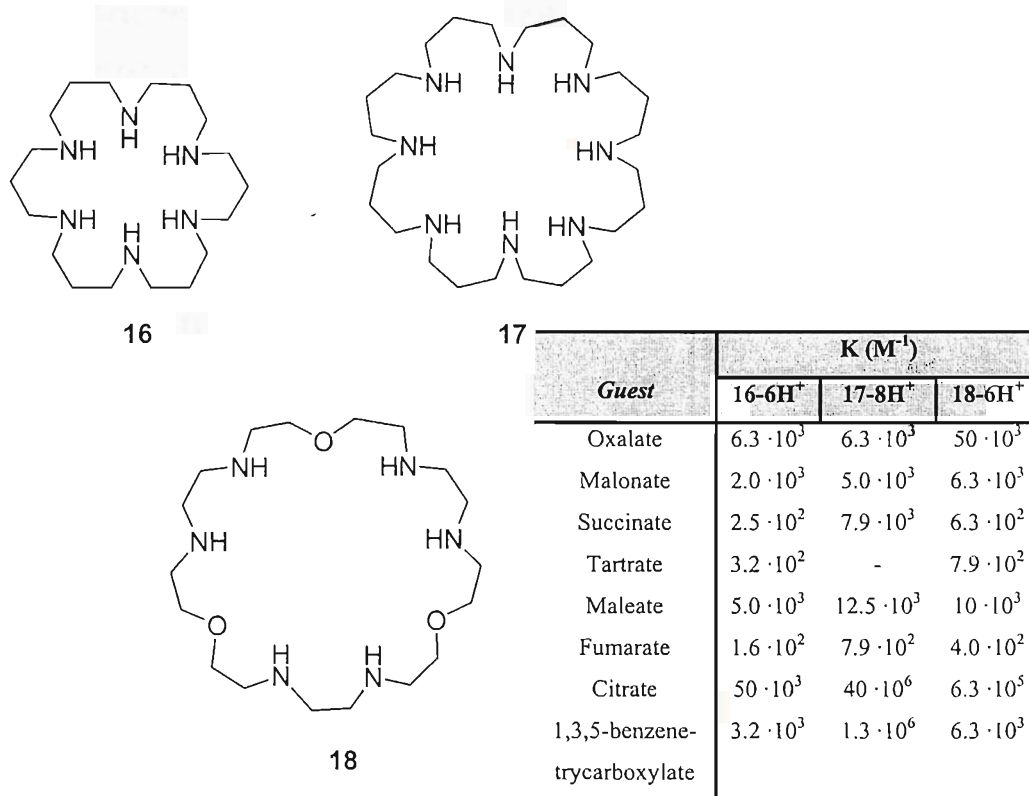 N
H
NH HN
NH HN
H
N
16
NH N HN
H
NH HN
H
NH N HN
17
O
NH HN
NH HN
O O
H H
N N
18
K (M⁻¹)
Guest 16-6H⁺ 17-8H⁺ 18-6H⁺
Oxalate 6.3 ·10³ 6.3 ·10³ 50 ·10³
Malonate 2.0 ·10³ 5.0 ·10³ 6.3 ·10³
Succinate 2.5 ·10² 7.9 ·10³ 6.3 ·10²
Tartrate 3.2 ·10² - 7.9 ·10²
Maleate 5.0 ·10³ 12.5 ·10³ 10 ·10³
Fumarate 1.6 ·10² 7.9 ·10² 4.0 ·10²
Citrate 50 ·10³ 40 ·10⁶ 6.3 ·10⁵
1,3,5-benzene- 3.2 ·10³ 1.3 ·10⁶ 6.3 ·10³
trycarboxylate